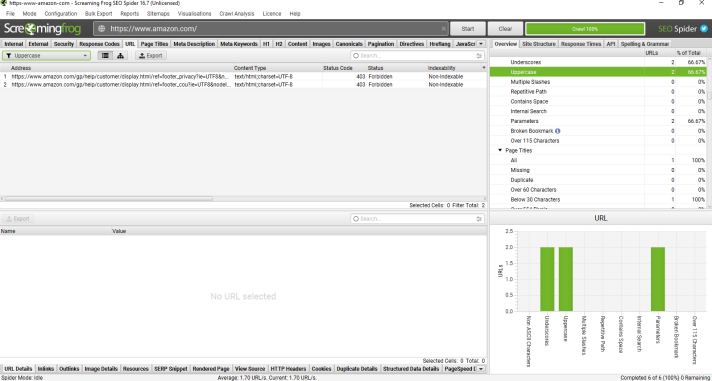 https-www-amazon-com- - Screaming Frog SEO Spider 16.7 (Unlicensed)
File Mode Configuration Bulk Export Reports Sitemaps Visualisations Crawl Analysis Licence Help
Screamingfrog https://www.amazon.com/ Start Clear Crawl 100% SEO Spider
Internal External Security Response Codes URL Page Titles Meta Description Meta Keywords H1 H2 Content Images Canonicals Pagination Directives Hreflang JavaScr
Uppercase Export Search...
Address Content Type Status Code Status Indexability
1 https://www.amazon.com/gp/help/customer/display.html/ref=footer_privacy?ie=UTF8&n... text/html;charset=UTF-8 403 Forbidden Non-Indexable
2 https://www.amazon.com/gp/help/customer/display.html/ref=footer_cou?ie=UTF8&nodeI... text/html;charset=UTF-8 403 Forbidden Non-Indexable
Selected Cells: 0 Filter Total: 2
Export Search...
Name Value
No URL selected
Selected Cells: 0 Total: 0
URL Details Inlinks Outlinks Image Details Resources SERP Snippet Rendered Page View Source HTTP Headers Cookies Duplicate Details Structured Data Details PageSpeed D
Spider Mode: Idle Average: 1.70 URL/s. Current: 1.70 URL/s. Completed 6 of 6 (100%) 0 Remaining
Overview Site Structure Response Times API Spelling & Grammar
URLs % of Total
Underscores 2 66.67%
Uppercase 2 66.67%
Multiple Slashes 0 0%
Repetitive Path 0 0%
Contains Space 0 0%
Internal Search 0 0%
Parameters 2 66.67%
Broken Bookmark 0 0%
Over 115 Characters 0 0%
Page Titles
All 1 100%
Missing 0 0%
Duplicate 0 0%
Over 60 Characters 0 0%
Below 30 Characters 1 100%
URL
URLs
2.5
2.0
1.5
1.0
0.5
0.0
Non ASCII Characters
Underscores
Uppercase
Multiple Slashes
Repetitive Path
Contains Space
Internal Search
Parameters
Broken Bookmark
Over 115 Characters